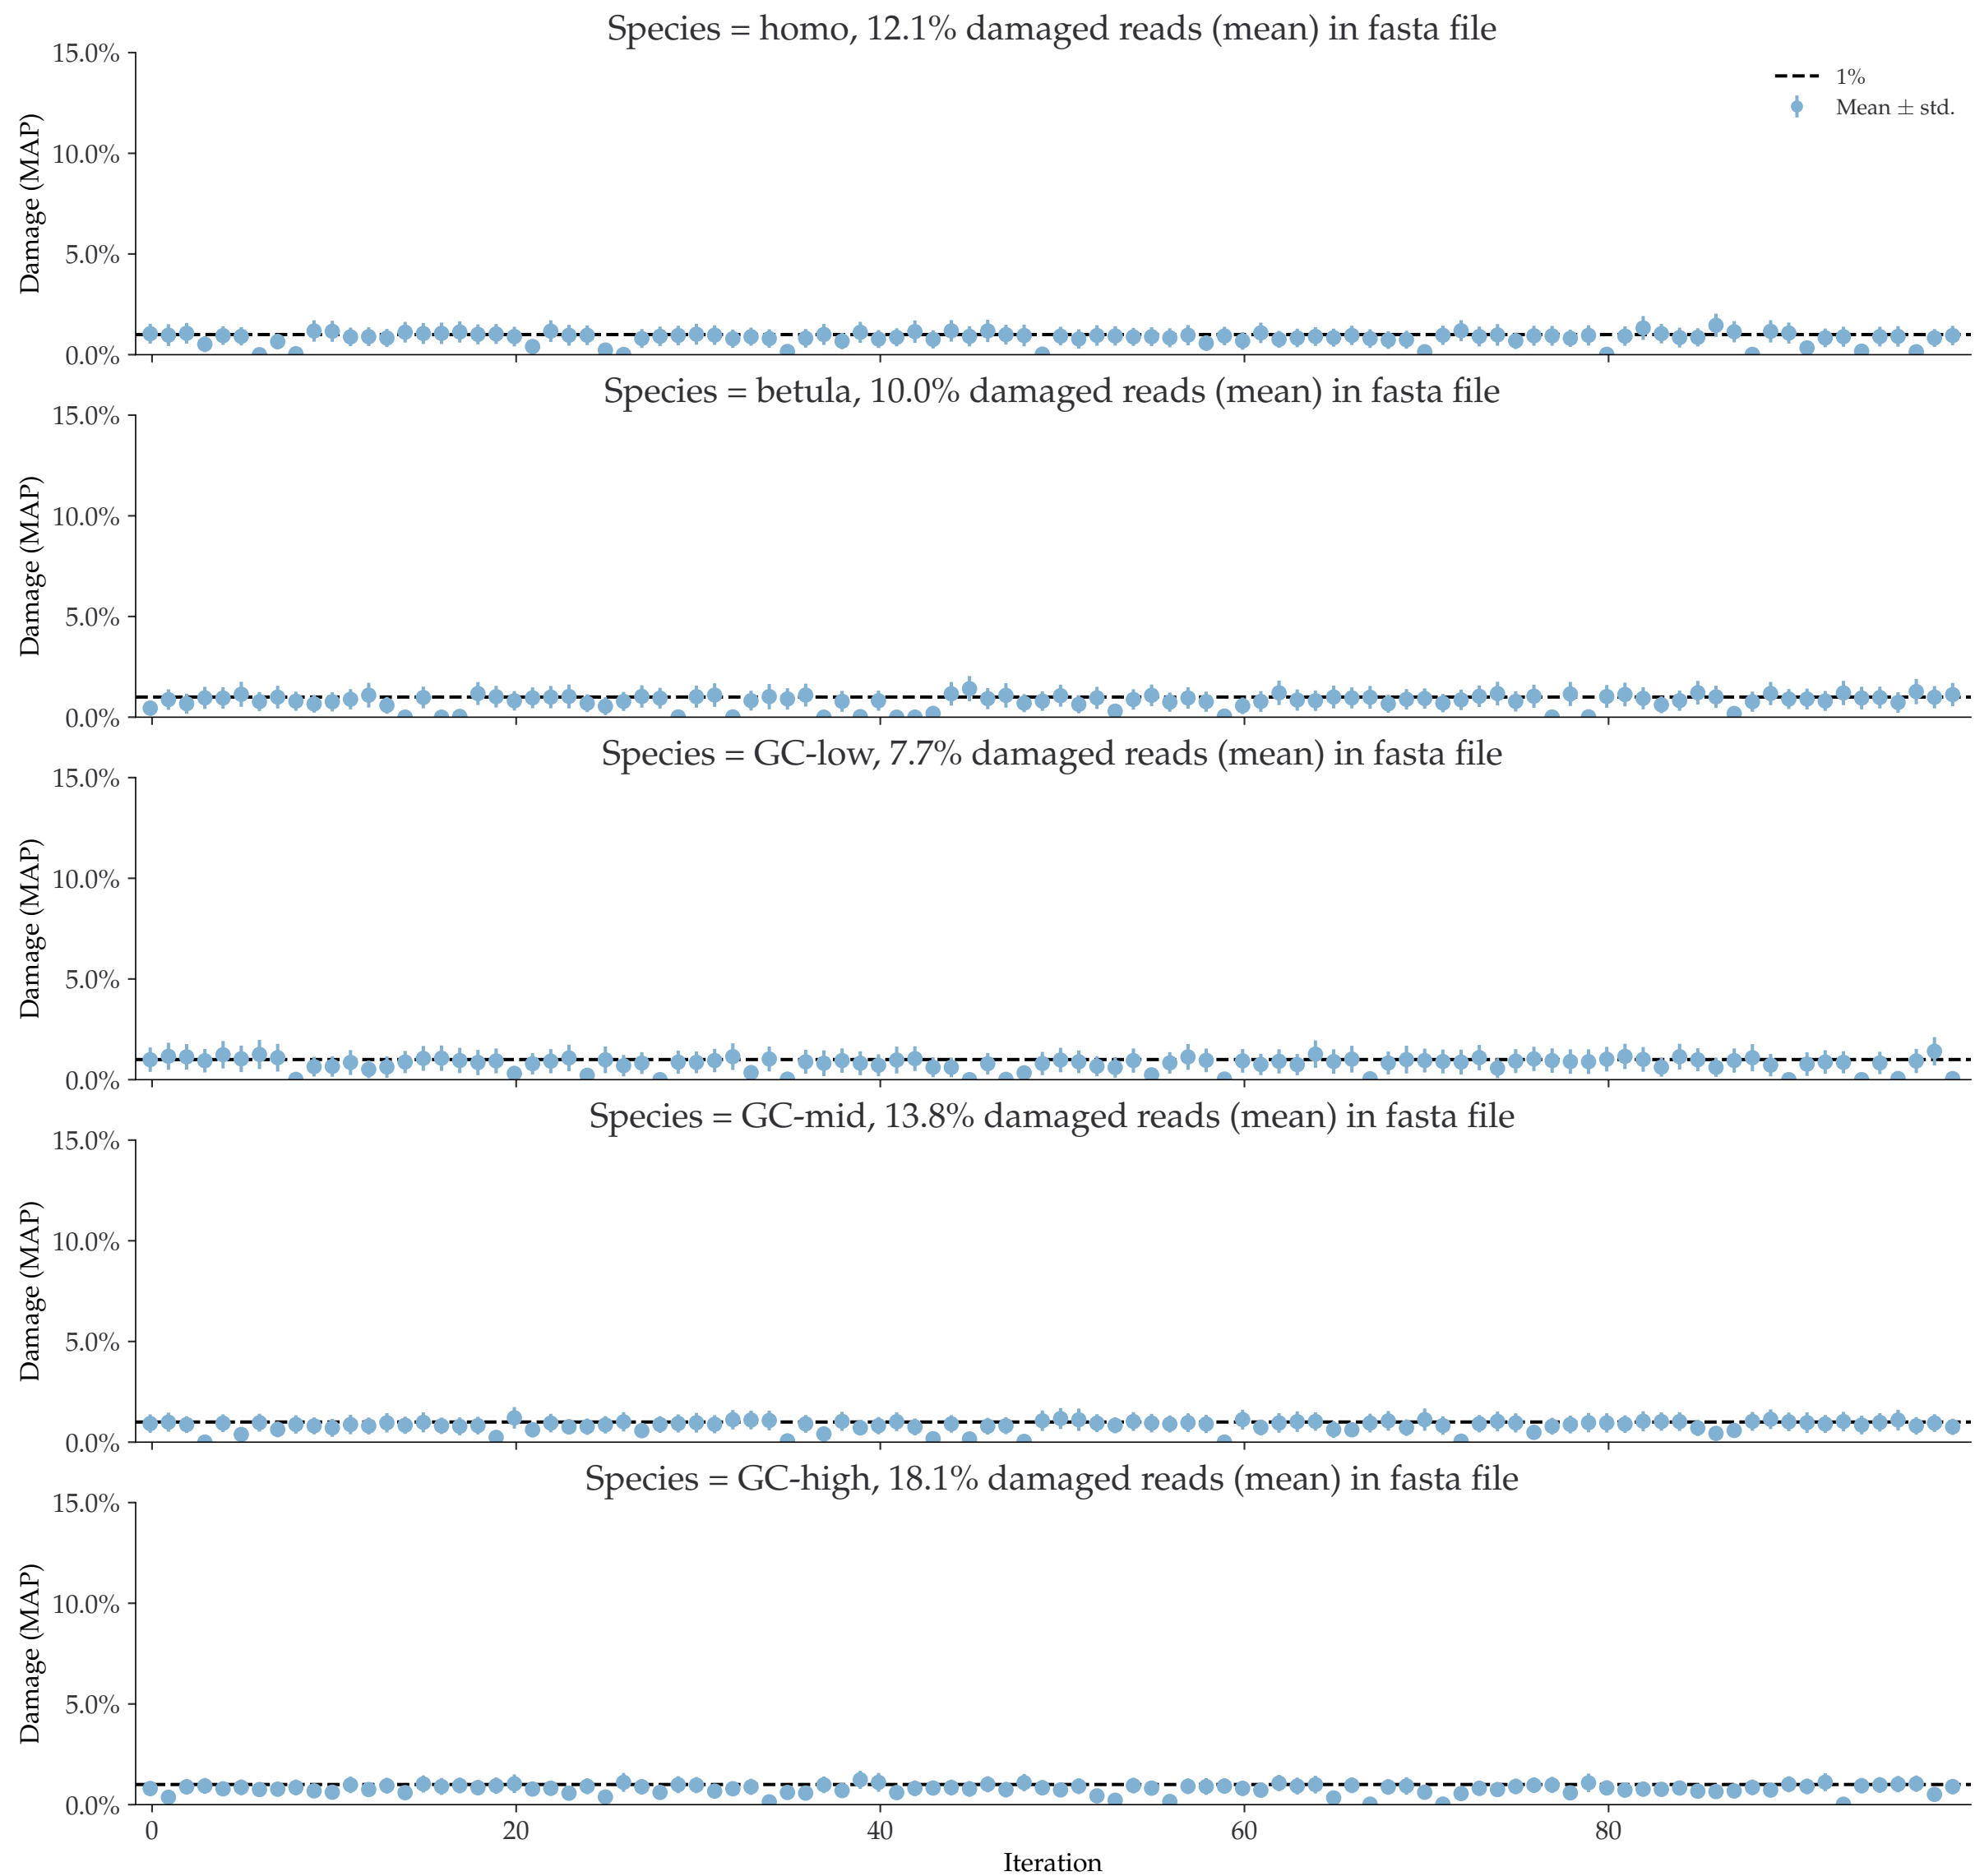 Species = homo, 12.1% damaged reads (mean) in fasta file
15.0%
10.0%
5.0%
0.0%
Damage (MAP)
1%
Mean ± std.
Species = betula, 10.0% damaged reads (mean) in fasta file
15.0%
10.0%
5.0%
0.0%
Damage (MAP)
Species = GC-low, 7.7% damaged reads (mean) in fasta file
15.0%
10.0%
5.0%
0.0%
Damage (MAP)
Species = GC-mid, 13.8% damaged reads (mean) in fasta file
15.0%
10.0%
5.0%
0.0%
Damage (MAP)
Species = GC-high, 18.1% damaged reads (mean) in fasta file
15.0%
10.0%
5.0%
0.0%
Damage (MAP)
0 20 40 60 80
Iteration